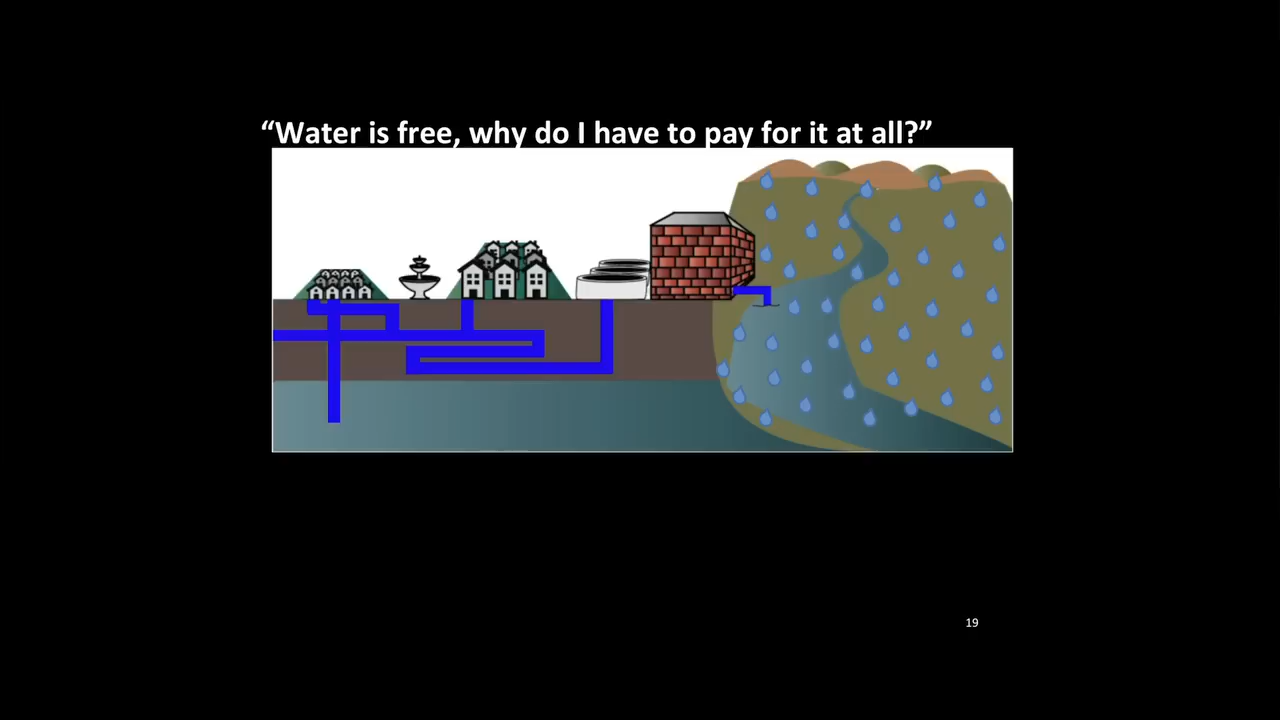 “Water is free, why do I have to pay for it at all?”
19